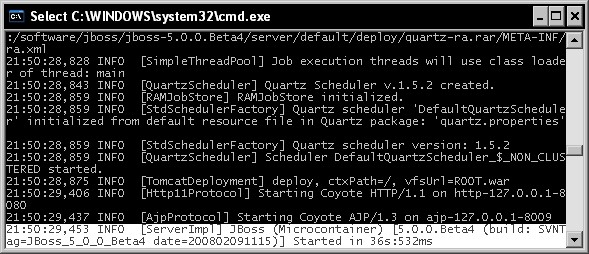 Select C:\WINDOWS\system32\cmd.exe
:/software/jboss/jboss-5.0.0.Beta4/server/default/deploy/quartz-ra.rar/META-INF/
ra.xml
21:50:28,828 INFO  [SimpleThreadPool] Job execution threads will use class loade
r of thread: main
21:50:28,843 INFO  [QuartzScheduler] Quartz Scheduler v.1.5.2 created.
21:50:28,859 INFO  [RAMJobStore] RAMJobStore initialized.
21:50:28,859 INFO  [StdSchedulerFactory] Quartz scheduler 'DefaultQuartzSchedule
r' initialized from default resource file in Quartz package: 'quartz.properties'
21:50:28,859 INFO  [StdSchedulerFactory] Quartz scheduler version: 1.5.2
21:50:28,859 INFO  [QuartzScheduler] Scheduler DefaultQuartzScheduler_$_NON_CLUS
TERED started.
21:50:28,875 INFO  [TomcatDeployment] deploy, ctxPath=/, vfsUrl=ROOT.war
21:50:29,406 INFO  [Http11Protocol] Starting Coyote HTTP/1.1 on http-127.0.0.1-8
080
21:50:29,437 INFO  [AjpProtocol] Starting Coyote AJP/1.3 on ajp-127.0.0.1-8009
21:50:29,453 INFO  [ServerImpl] JBoss (Microcontainer) [5.0.0.Beta4 (build: SVNT
ag=JBoss_5_0_0_Beta4 date=200802091115)] Started in 36s:532ms